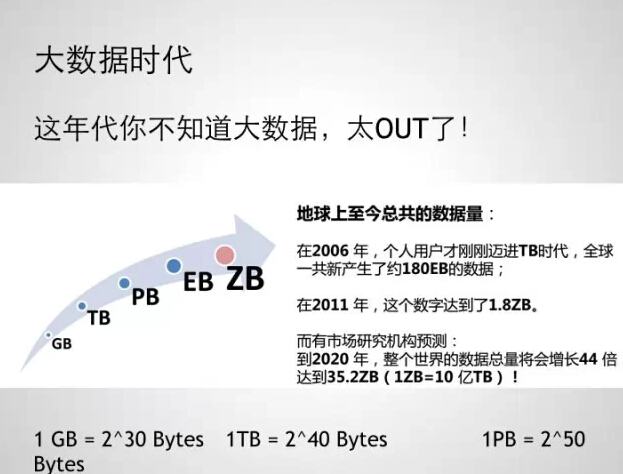 大数据时代
这年代你不知道大数据，太OUT了！
地球上至今总共的数据量：
在2006 年，个人用户才刚刚迈进TB时代，全球
一共新产生了约180EB的数据；
在2011 年，这个数字达到了1.8ZB。
而有市场研究机构预测：
到2020 年，整个世界的数据总量将会增长44 倍
达到35.2ZB（1ZB=10 亿TB）！
GB
TB
PB
EB
ZB
1 GB = 2^30 Bytes 1TB = 2^40 Bytes 1PB = 2^50
Bytes